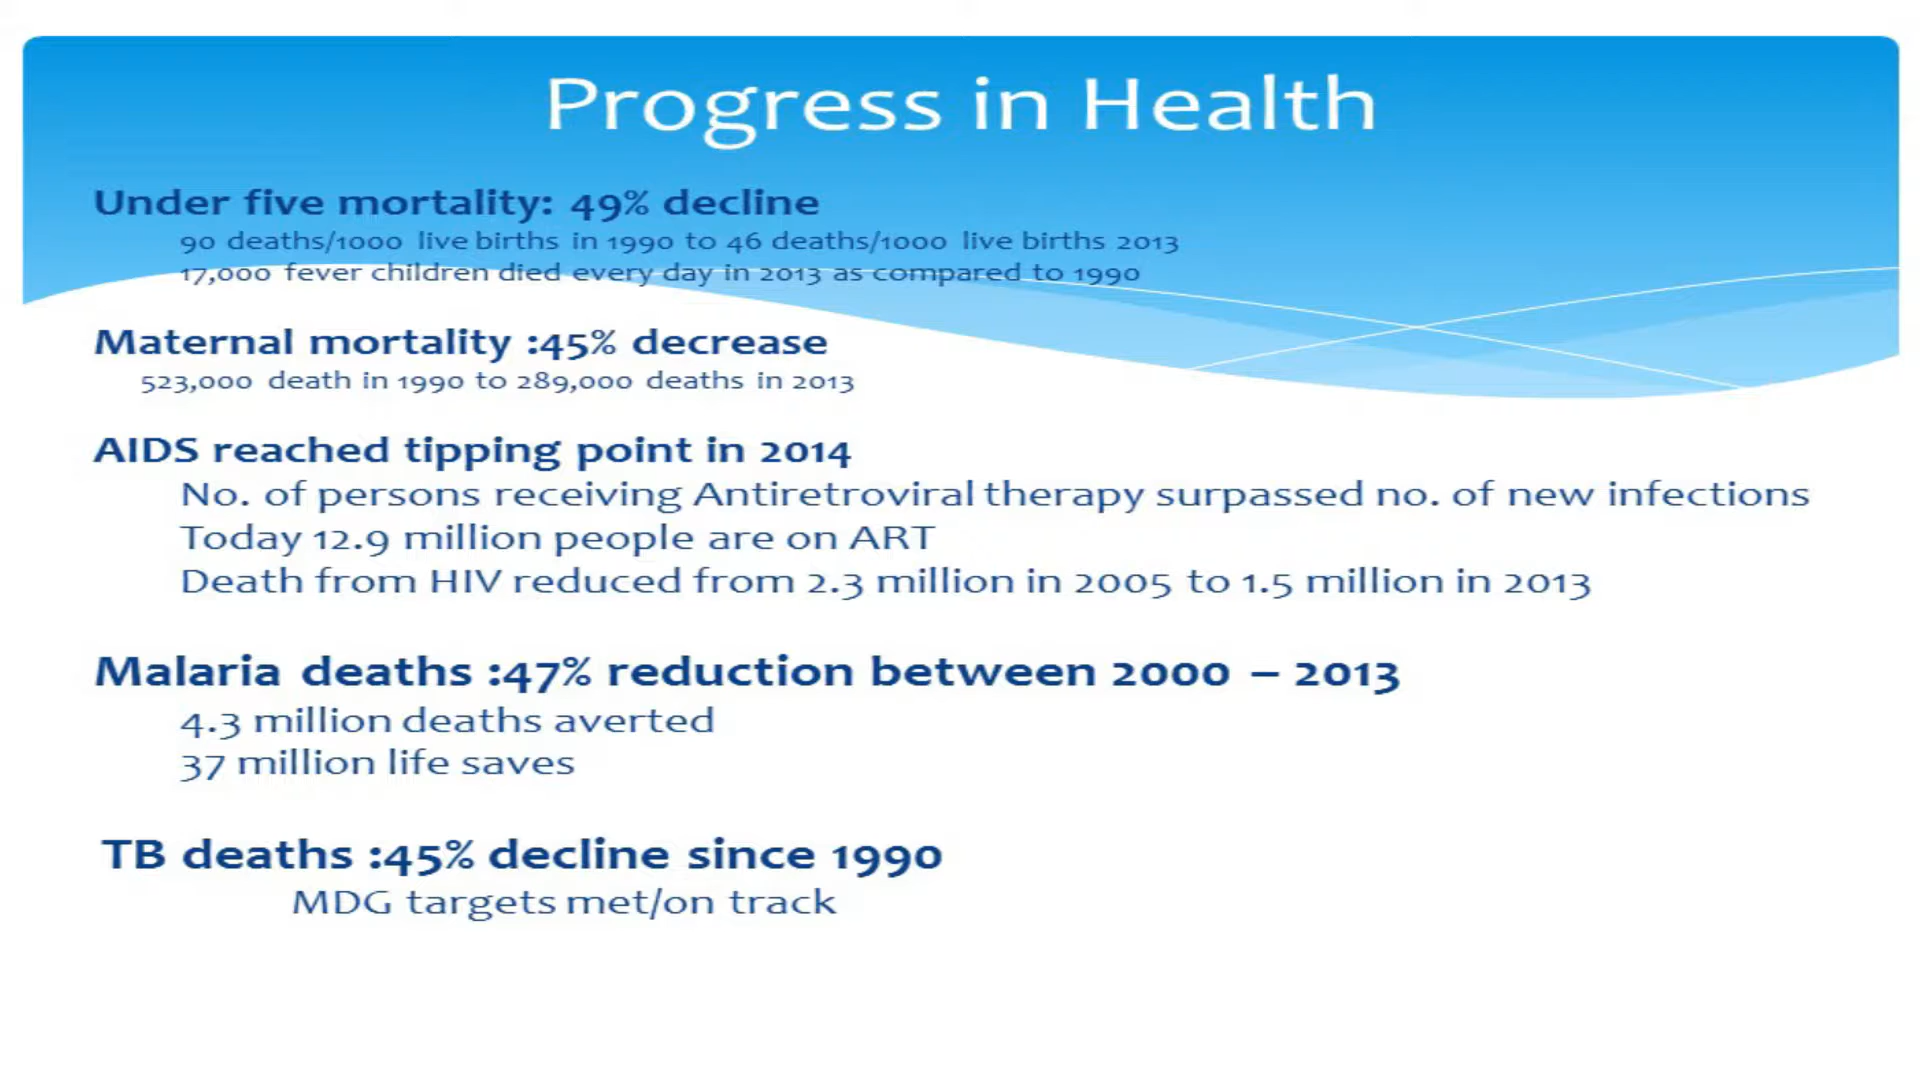 Progress in Health
Under five mortality: 49% decline
90 deaths/1000 live births in 1990 to 46 deaths/1000 live births 2013
17,000 fever children died every day in 2013 as compared to 1990
Maternal mortality :45% decrease
523,000 death in 1990 to 289,000 deaths in 2013
AIDS reached tipping point in 2014
No. of persons receiving Antiretroviral therapy surpassed no. of new infections
Today 12.9 million people are on ART
Death from HIV reduced from 2.3 million in 2005 to 1.5 million in 2013
Malaria deaths :47% reduction between 2000 – 2013
4.3 million deaths averted
37 million life saves
TB deaths :45% decline since 1990
MDG targets met/on track